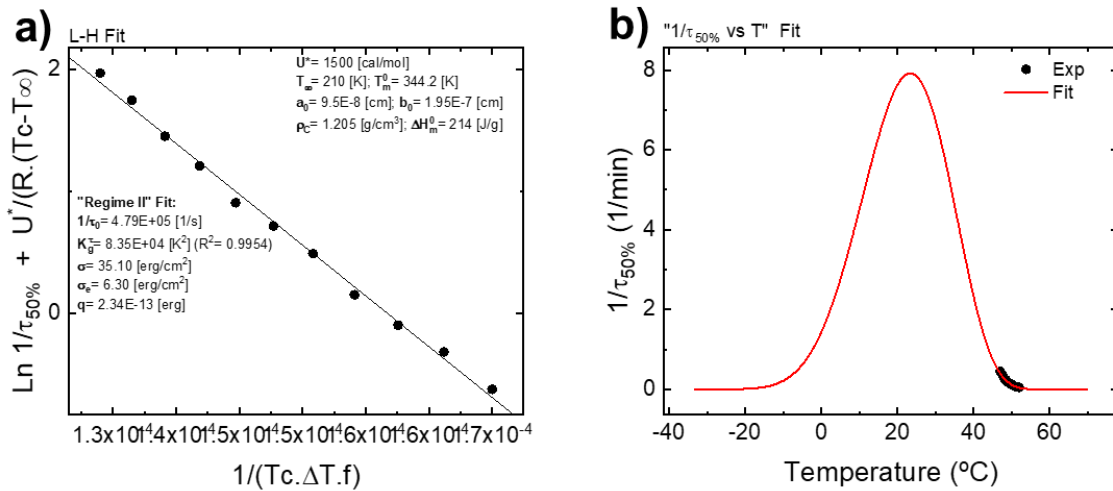 a)
L-H Fit
U*= 1500 [cal/mol]
T∞= 210 [K]; T⁰m= 344.2 [K]
a₀= 9.5E-8 [cm]; b₀= 1.95E-7 [cm]
ρC= 1.205 [g/cm³]; ΔH⁰m= 214 [J/g]
"Regime II" Fit:
1/τ₀= 4.79E+05 [1/s]
Kgτ= 8.35E+04 [K²] (R²= 0.9954)
σ= 35.10 [erg/cm²]
σe= 6.30 [erg/cm²]
q= 2.34E-13 [erg]
Ln 1/τ50% + U*/(R.(Tc-T∞)
2
0
1/(Tc.ΔT.f)
b)
"1/τ50% vs T" Fit
Exp
Fit
1/τ50% (1/min)
8
6
4
2
0
-40 -20 0 20 40 60
Temperature (ºC)